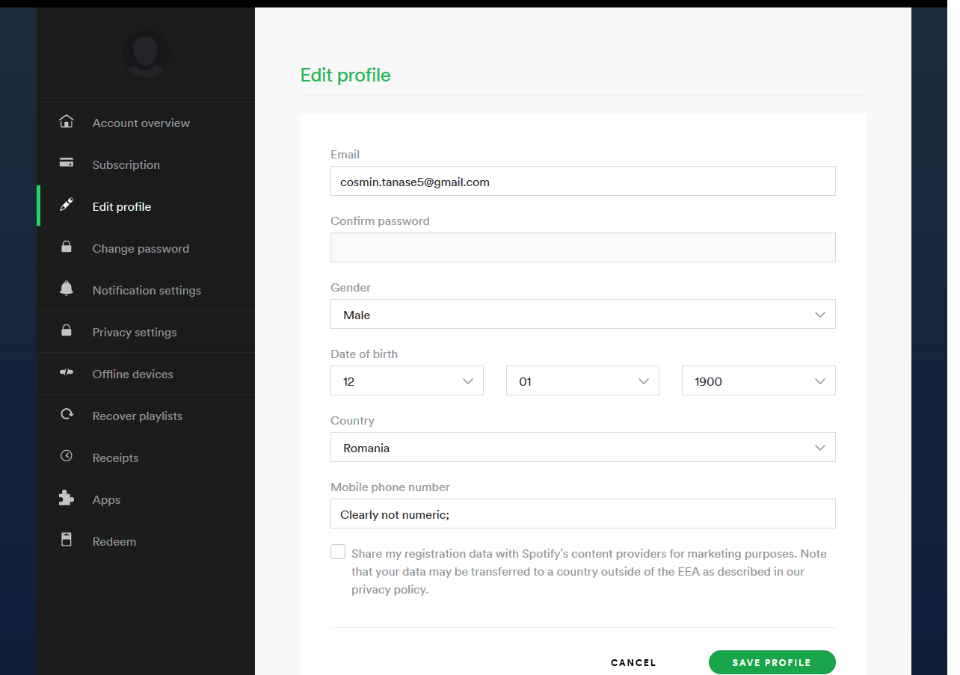 Account overview
Subscription
Edit profile
Change password
Notification settings
Privacy settings
Offline devices
Recover playlists
Receipts
Apps
Redeem
Edit profile
Email
cosmin.tanase5@gmail.com
Confirm password
Gender
Male
Date of birth
12 01 1900
Country
Romania
Mobile phone number
Clearly not numeric;
Share my registration data with Spotify's content providers for marketing purposes. Note
that your data may be transferred to a country outside of the EEA as described in our
privacy policy.
CANCEL SAVE PROFILE